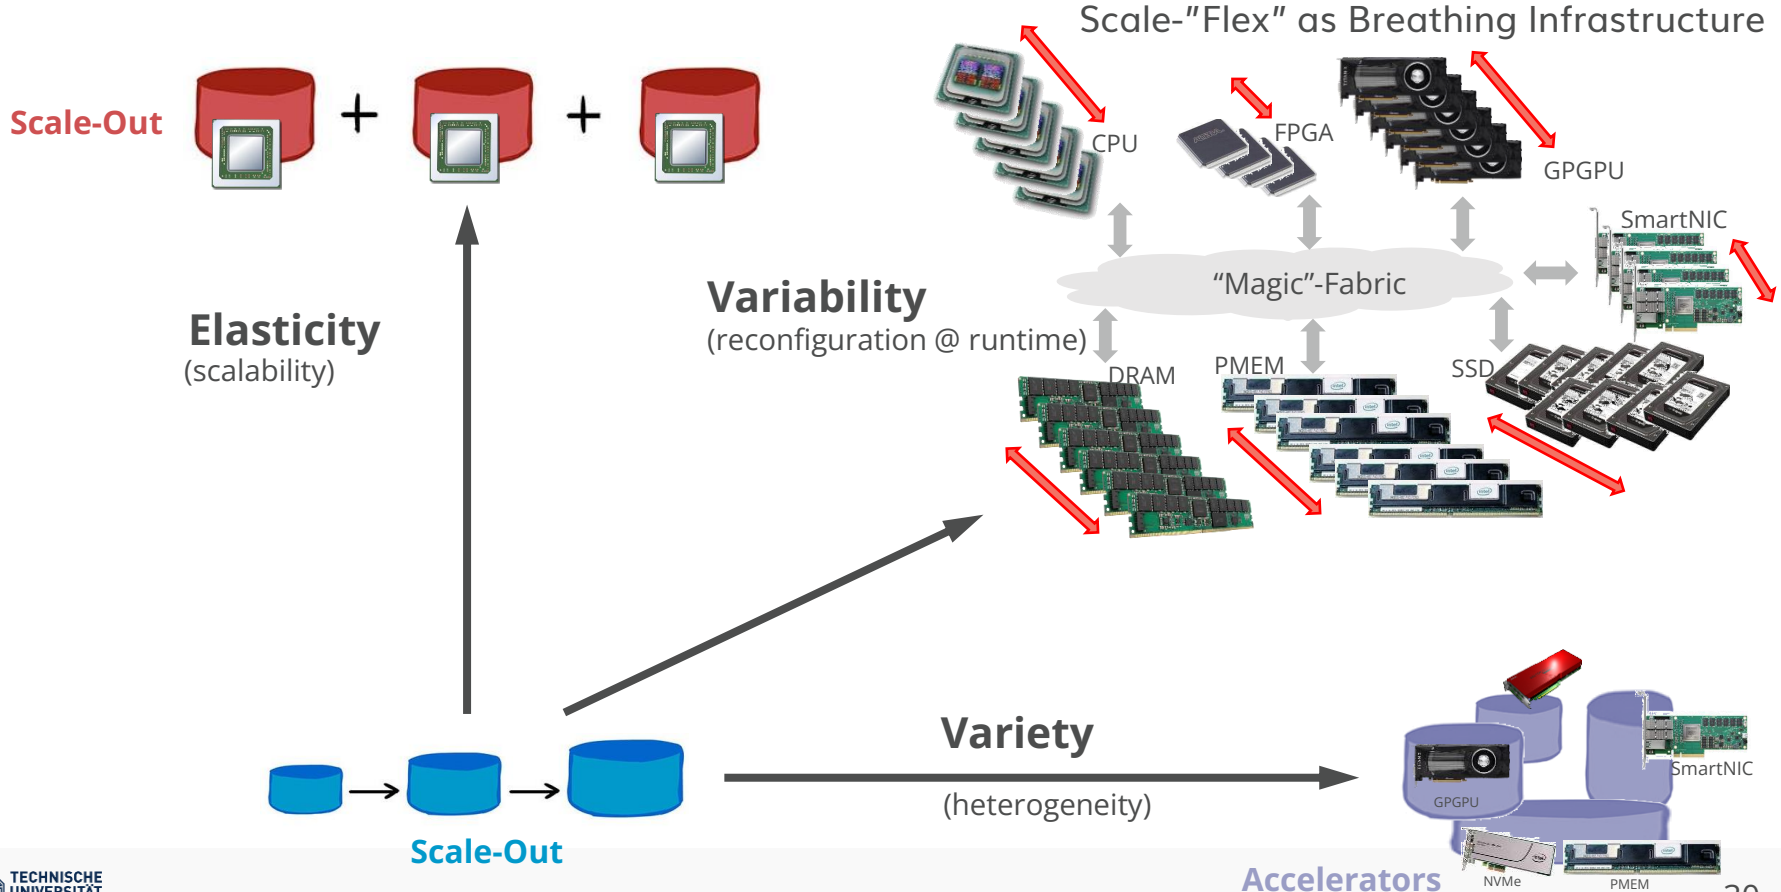 Scale-”Flex” as Breathing Infrastructure
Scale-Out
CPU
FPGA
GPGPU
SmartNIC
“Magic”-Fabric
Variability
(reconfiguration @ runtime)
Elasticity
(scalability)
DRAM
PMEM
SSD
Variety
(heterogeneity)
Scale-Out
GPGPU
SmartNIC
NVMe
PMEM
Accelerators
TECHNISCHE
UNIVERSITÄT